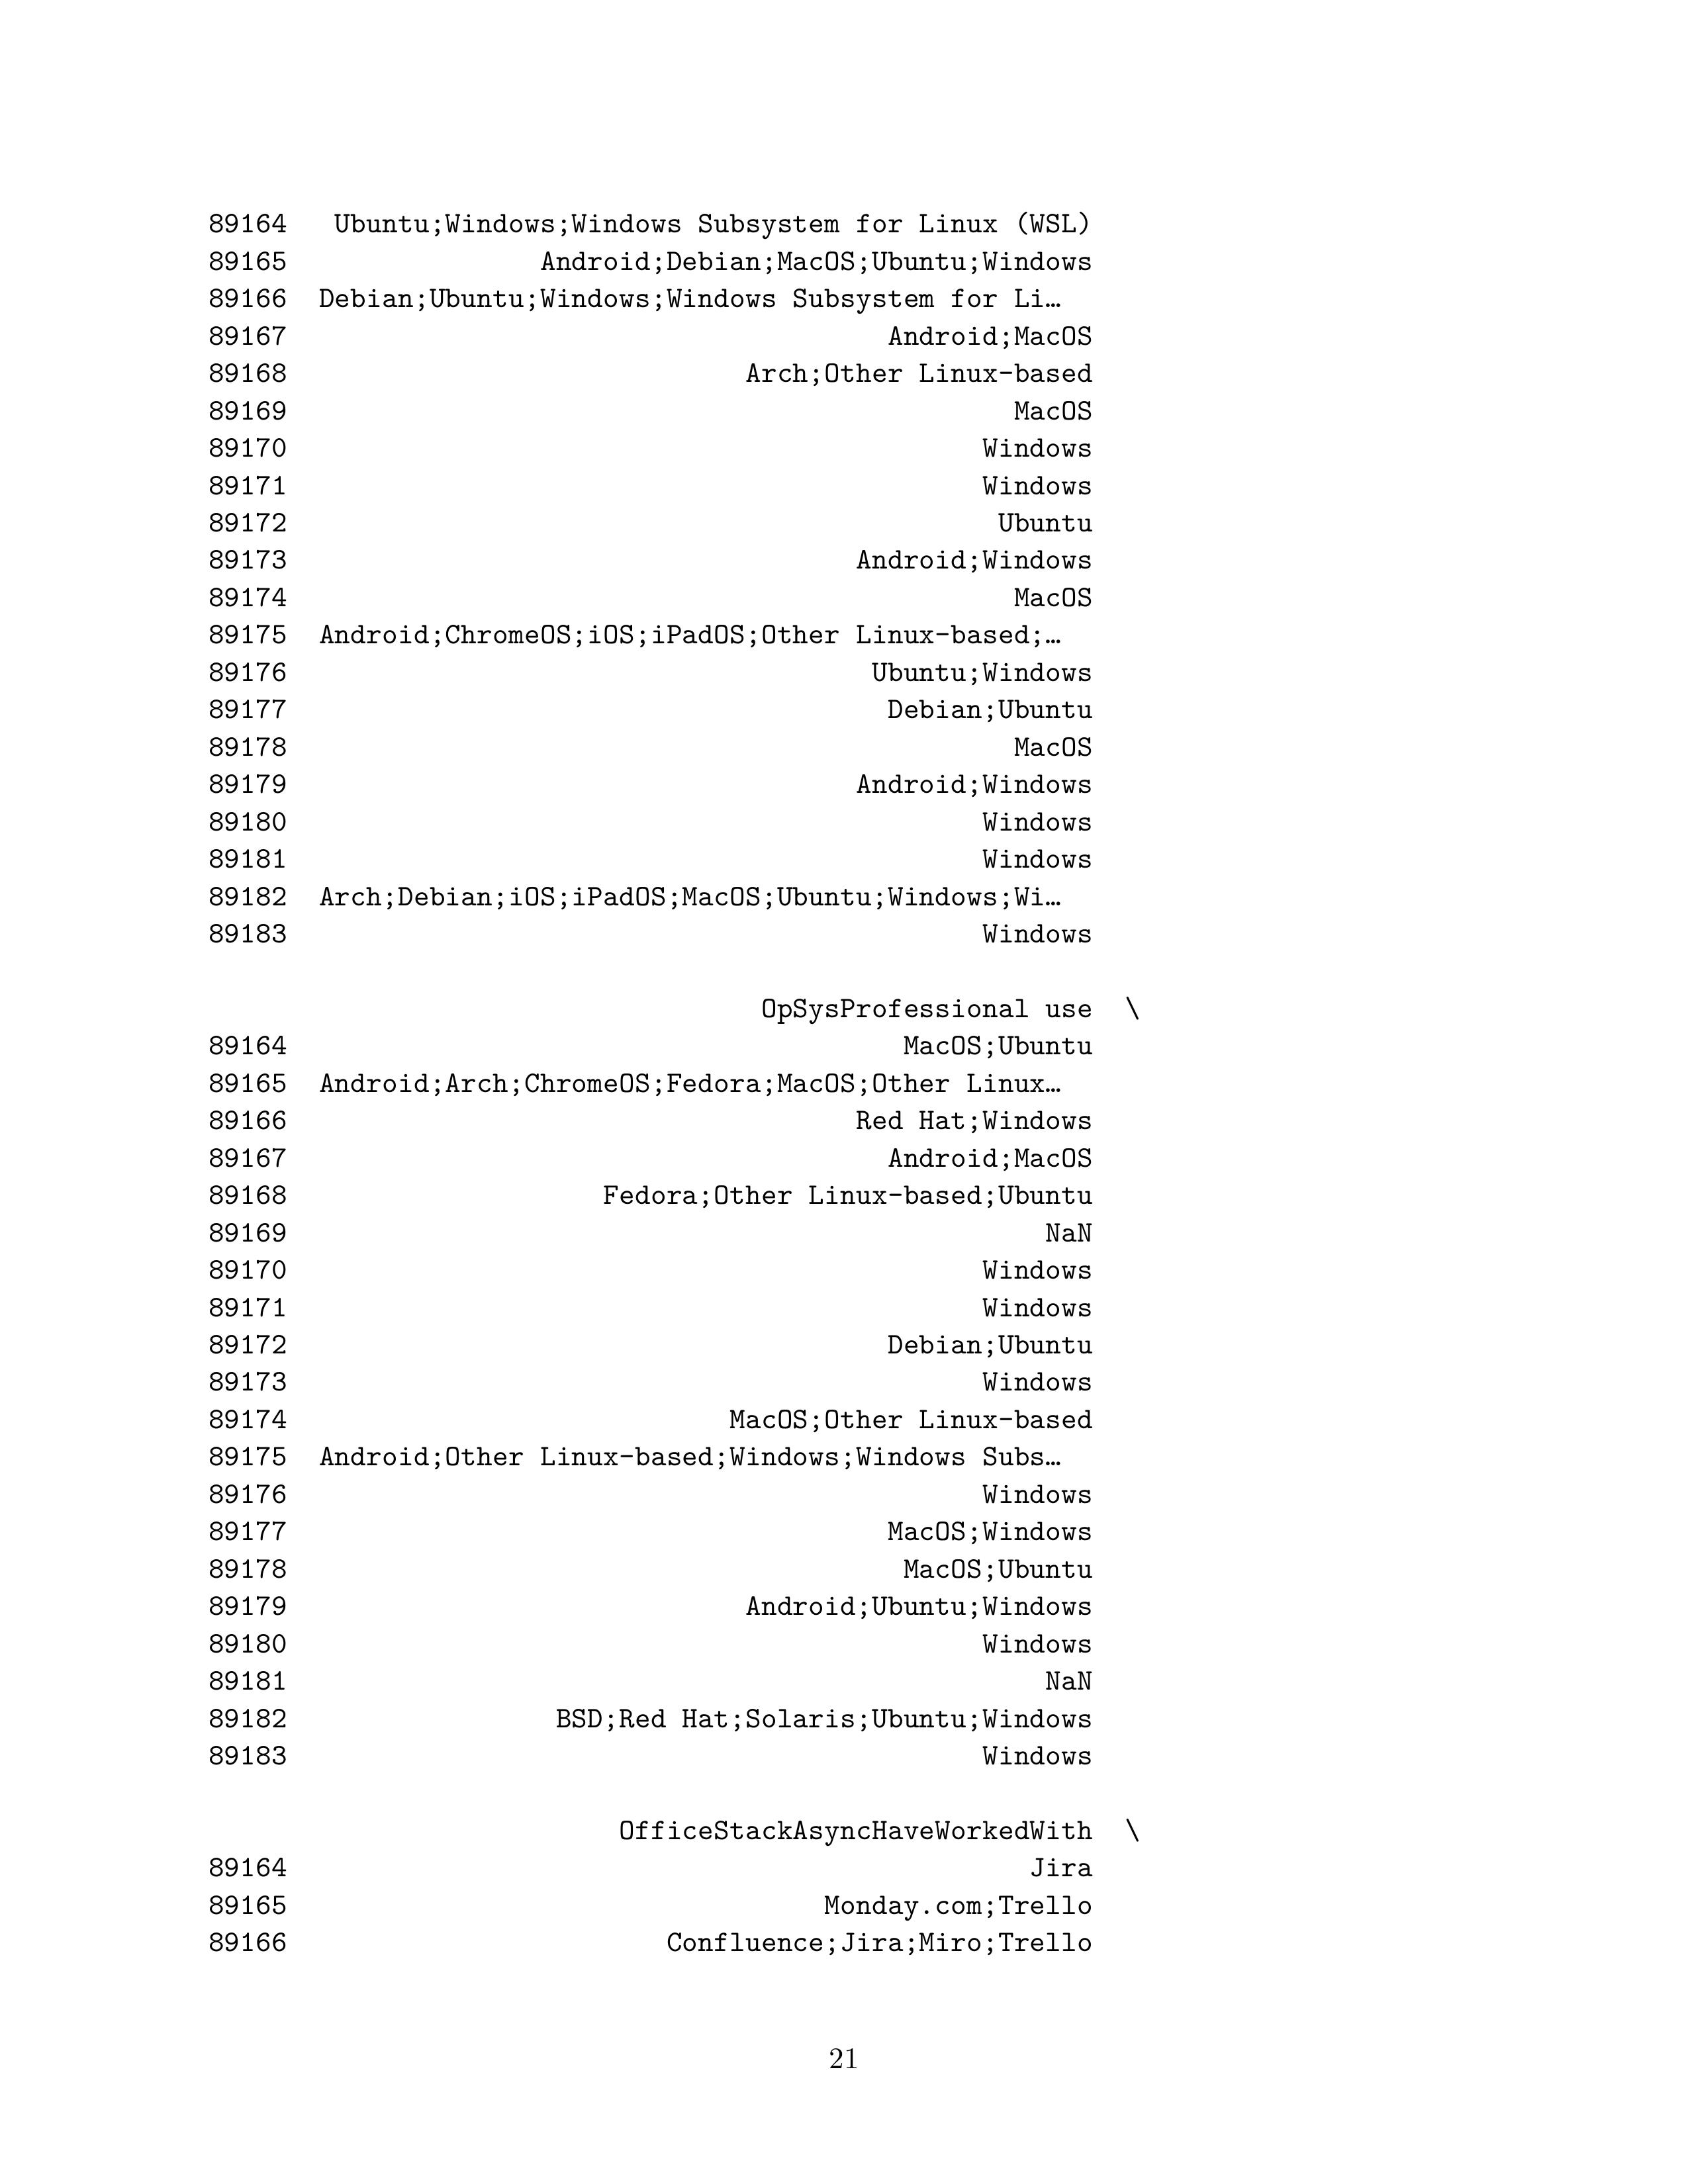 89164 Ubuntu;Windows;Windows Subsystem for Linux (WSL)
89165 Android;Debian;MacOS;Ubuntu;Windows
89166 Debian;Ubuntu;Windows;Windows Subsystem for Li…
89167 Android;MacOS
89168 Arch;Other Linux-based
89169 MacOS
89170 Windows
89171 Windows
89172 Ubuntu
89173 Android;Windows
89174 MacOS
89175 Android;ChromeOS;iOS;iPadOS;Other Linux-based;…
89176 Ubuntu;Windows
89177 Debian;Ubuntu
89178 MacOS
89179 Android;Windows
89180 Windows
89181 Windows
89182 Arch;Debian;iOS;iPadOS;MacOS;Ubuntu;Windows;Wi…
89183 Windows
OpSysProfessional use \
89164 MacOS;Ubuntu
89165 Android;Arch;ChromeOS;Fedora;MacOS;Other Linux…
89166 Red Hat;Windows
89167 Android;MacOS
89168 Fedora;Other Linux-based;Ubuntu
89169 NaN
89170 Windows
89171 Windows
89172 Debian;Ubuntu
89173 Windows
89174 MacOS;Other Linux-based
89175 Android;Other Linux-based;Windows;Windows Subs…
89176 Windows
89177 MacOS;Windows
89178 MacOS;Ubuntu
89179 Android;Ubuntu;Windows
89180 Windows
89181 NaN
89182 BSD;Red Hat;Solaris;Ubuntu;Windows
89183 Windows
OfficeStackAsyncHaveWorkedWith \
89164 Jira
89165 Monday.com;Trello
89166 Confluence;Jira;Miro;Trello
21